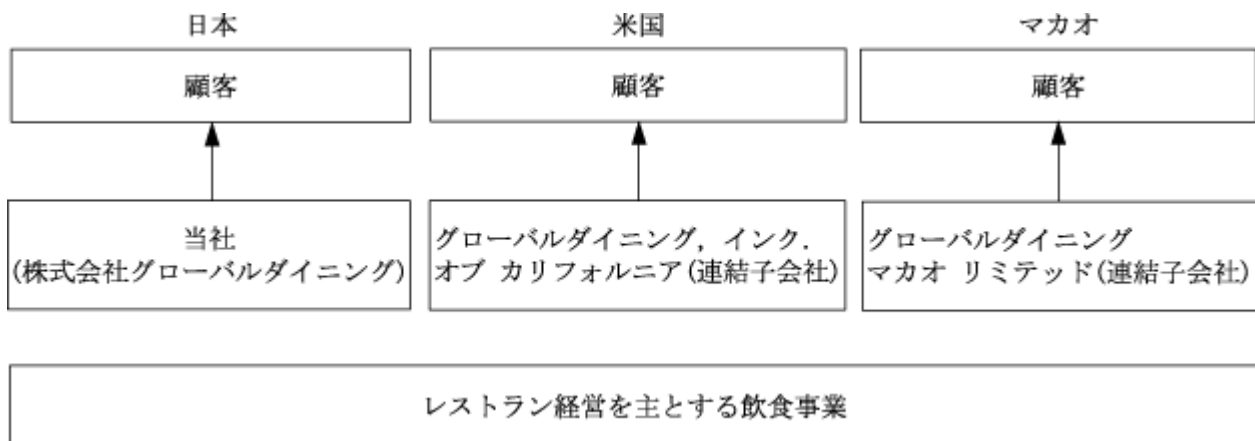 日本
米国
マカオ
顧客
顧客
顧客
当社
(株式会社グローバルダイニング)
グローバルダイニング, インク.
オブ カリフォルニア(連結子会社)
グローバルダイニング
マカオ リミテッド(連結子会社)
レストラン経営を主とする飲食事業